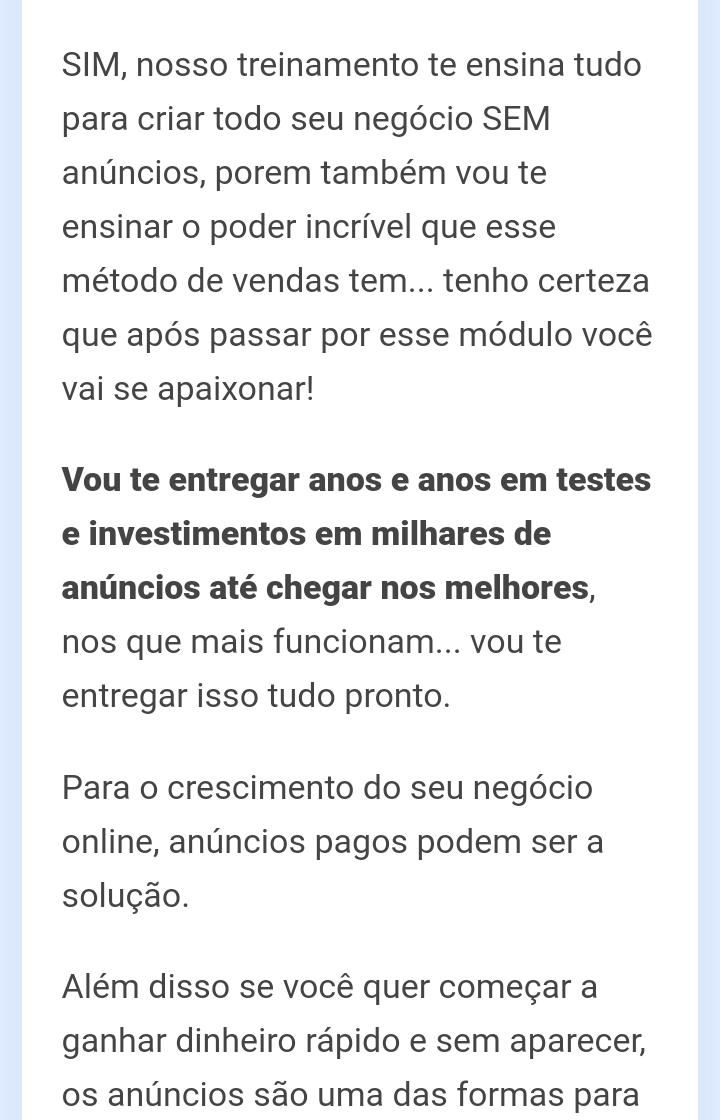 SIM, nosso treinamento te ensina tudo
para criar todo seu negócio SEM
anúncios, porem também vou te
ensinar o poder incrível que esse
método de vendas tem... tenho certeza
que após passar por esse módulo você
vai se apaixonar!
Vou te entregar anos e anos em testes
e investimentos em milhares de
anúncios até chegar nos melhores,
nos que mais funcionam... vou te
entregar isso tudo pronto.
Para o crescimento do seu negócio
online, anúncios pagos podem ser a
solução.
Além disso se você quer começar a
ganhar dinheiro rápido e sem aparecer,
os anúncios são uma das formas para